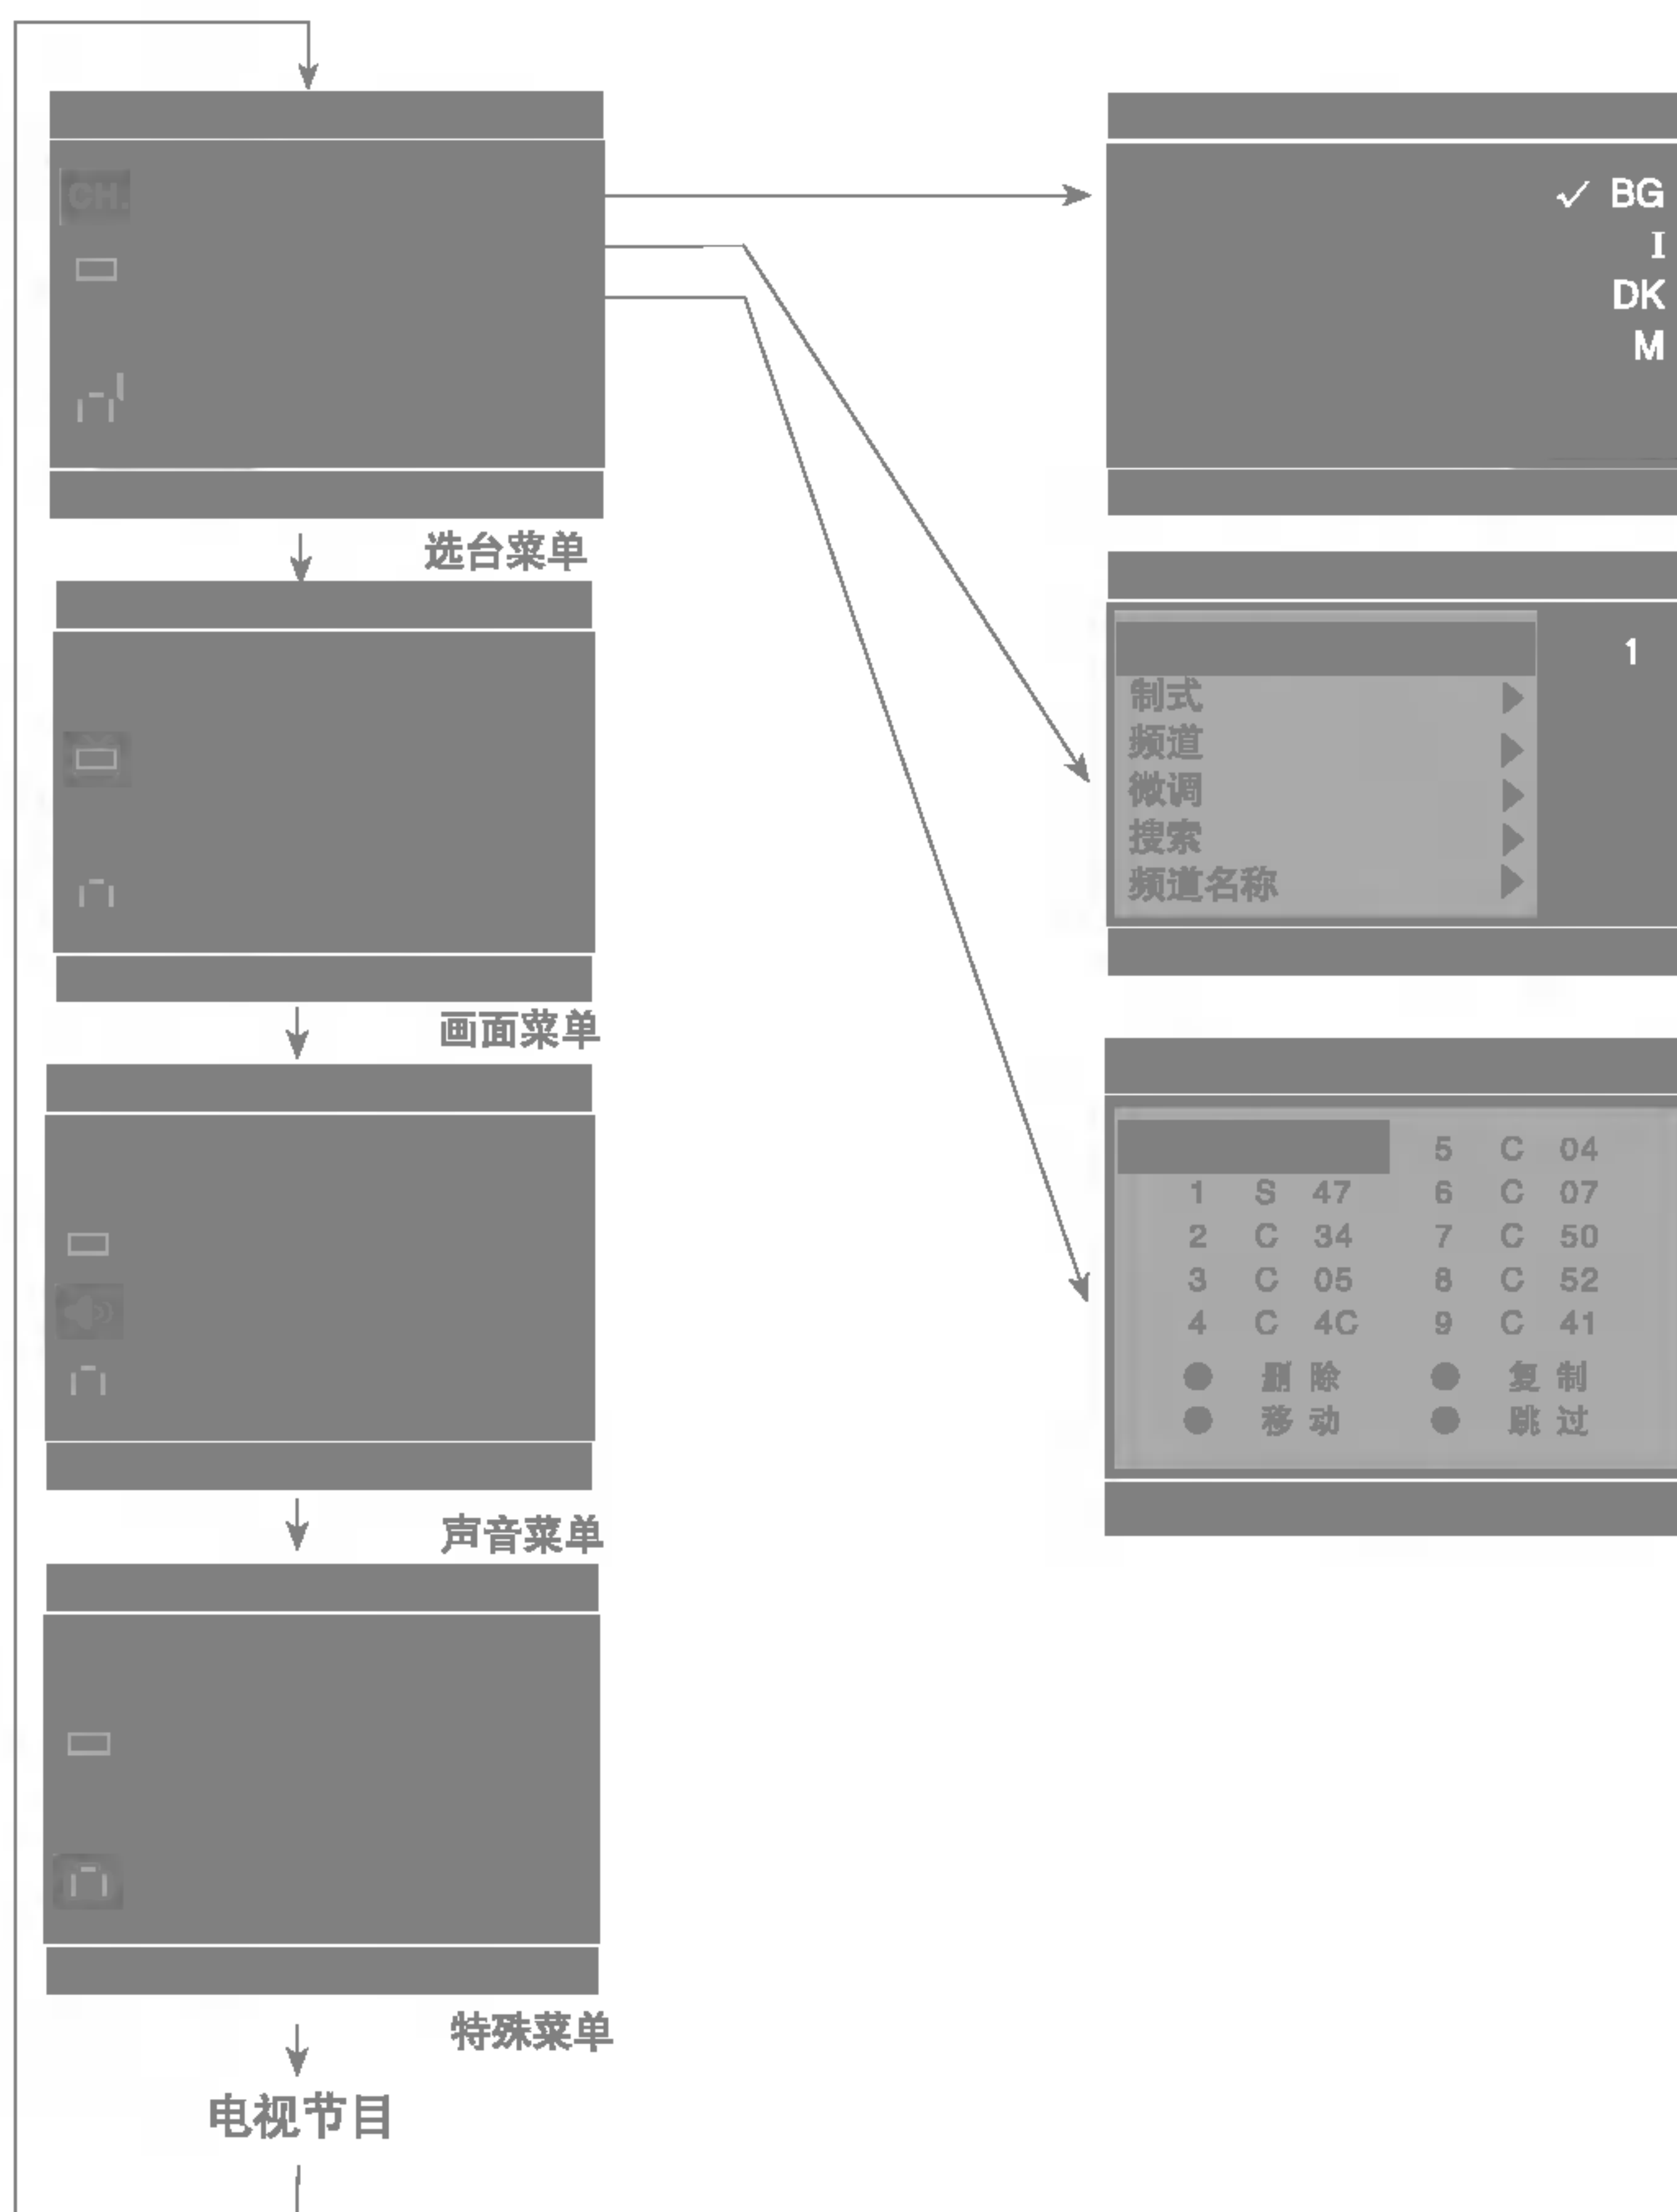 CH.
选台菜单
画面菜单
声音菜单
特殊菜单
电视节目
✓ BG
I
DK
M
1
制式
频道
微调
搜索
频道名称
5 C 04
1 S 47 6 C 07
2 C 34 7 C 50
3 C 05 8 C 52
4 C 4C 9 C 41
删除 复制
移动 跳过